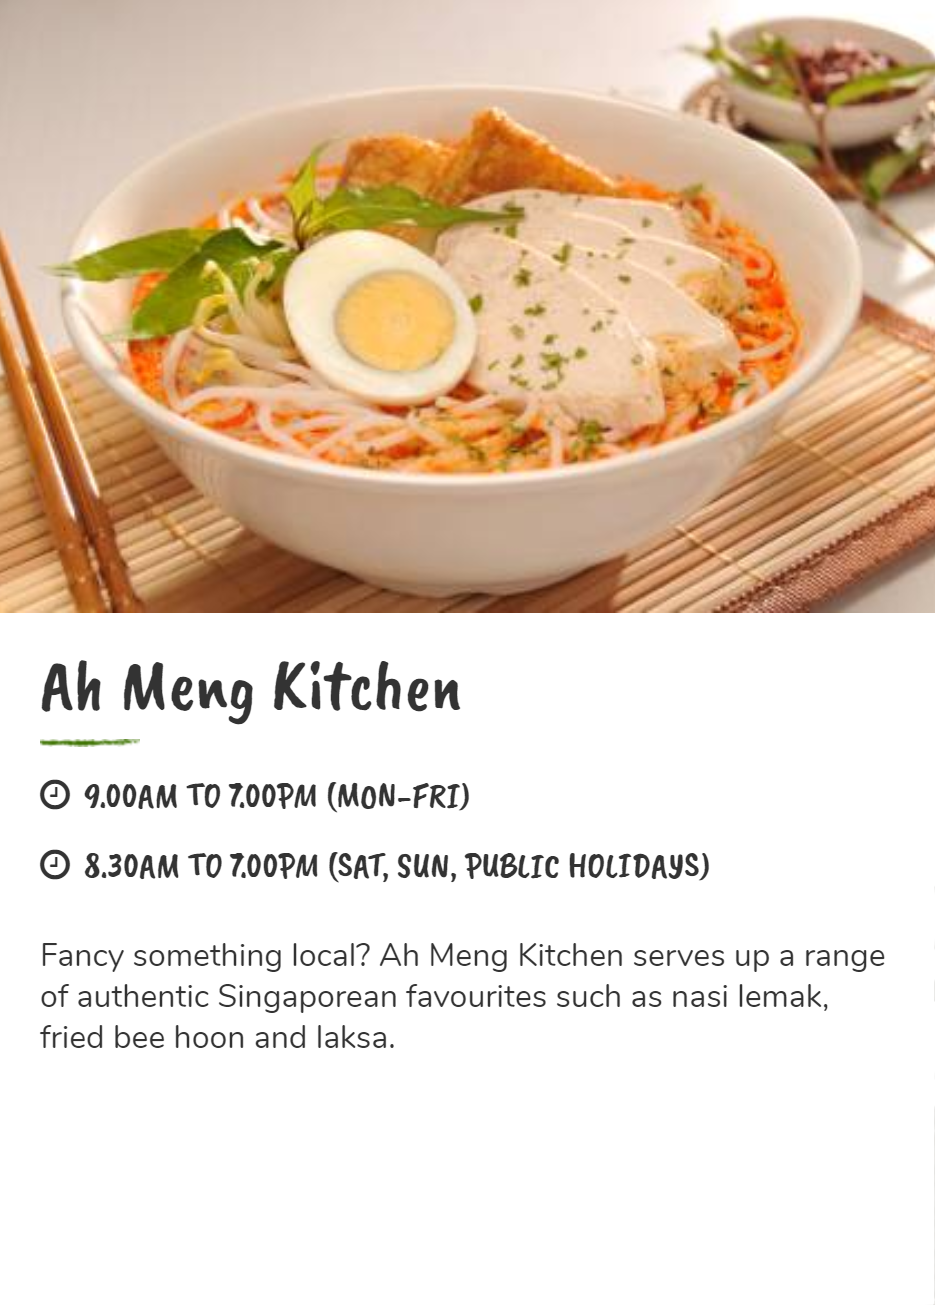 Ah Meng Kitchen
9.00AM TO 7.00PM (MON-FRI)
8.30AM TO 7.00PM (SAT, SUN, PUBLIC HOLIDAYS)
Fancy something local? Ah Meng Kitchen serves up a range
of authentic Singaporean favourites such as nasi lemak,
fried bee hoon and laksa.